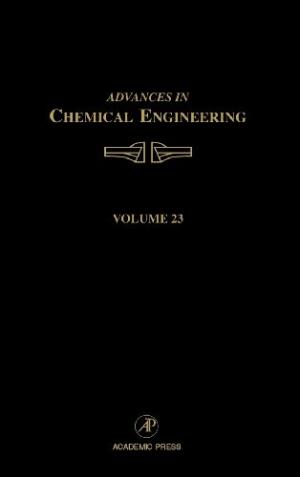 ADVANCES IN
CHEMICAL ENGINEERING
VOLUME 23
AP
ACADEMIC PRESS